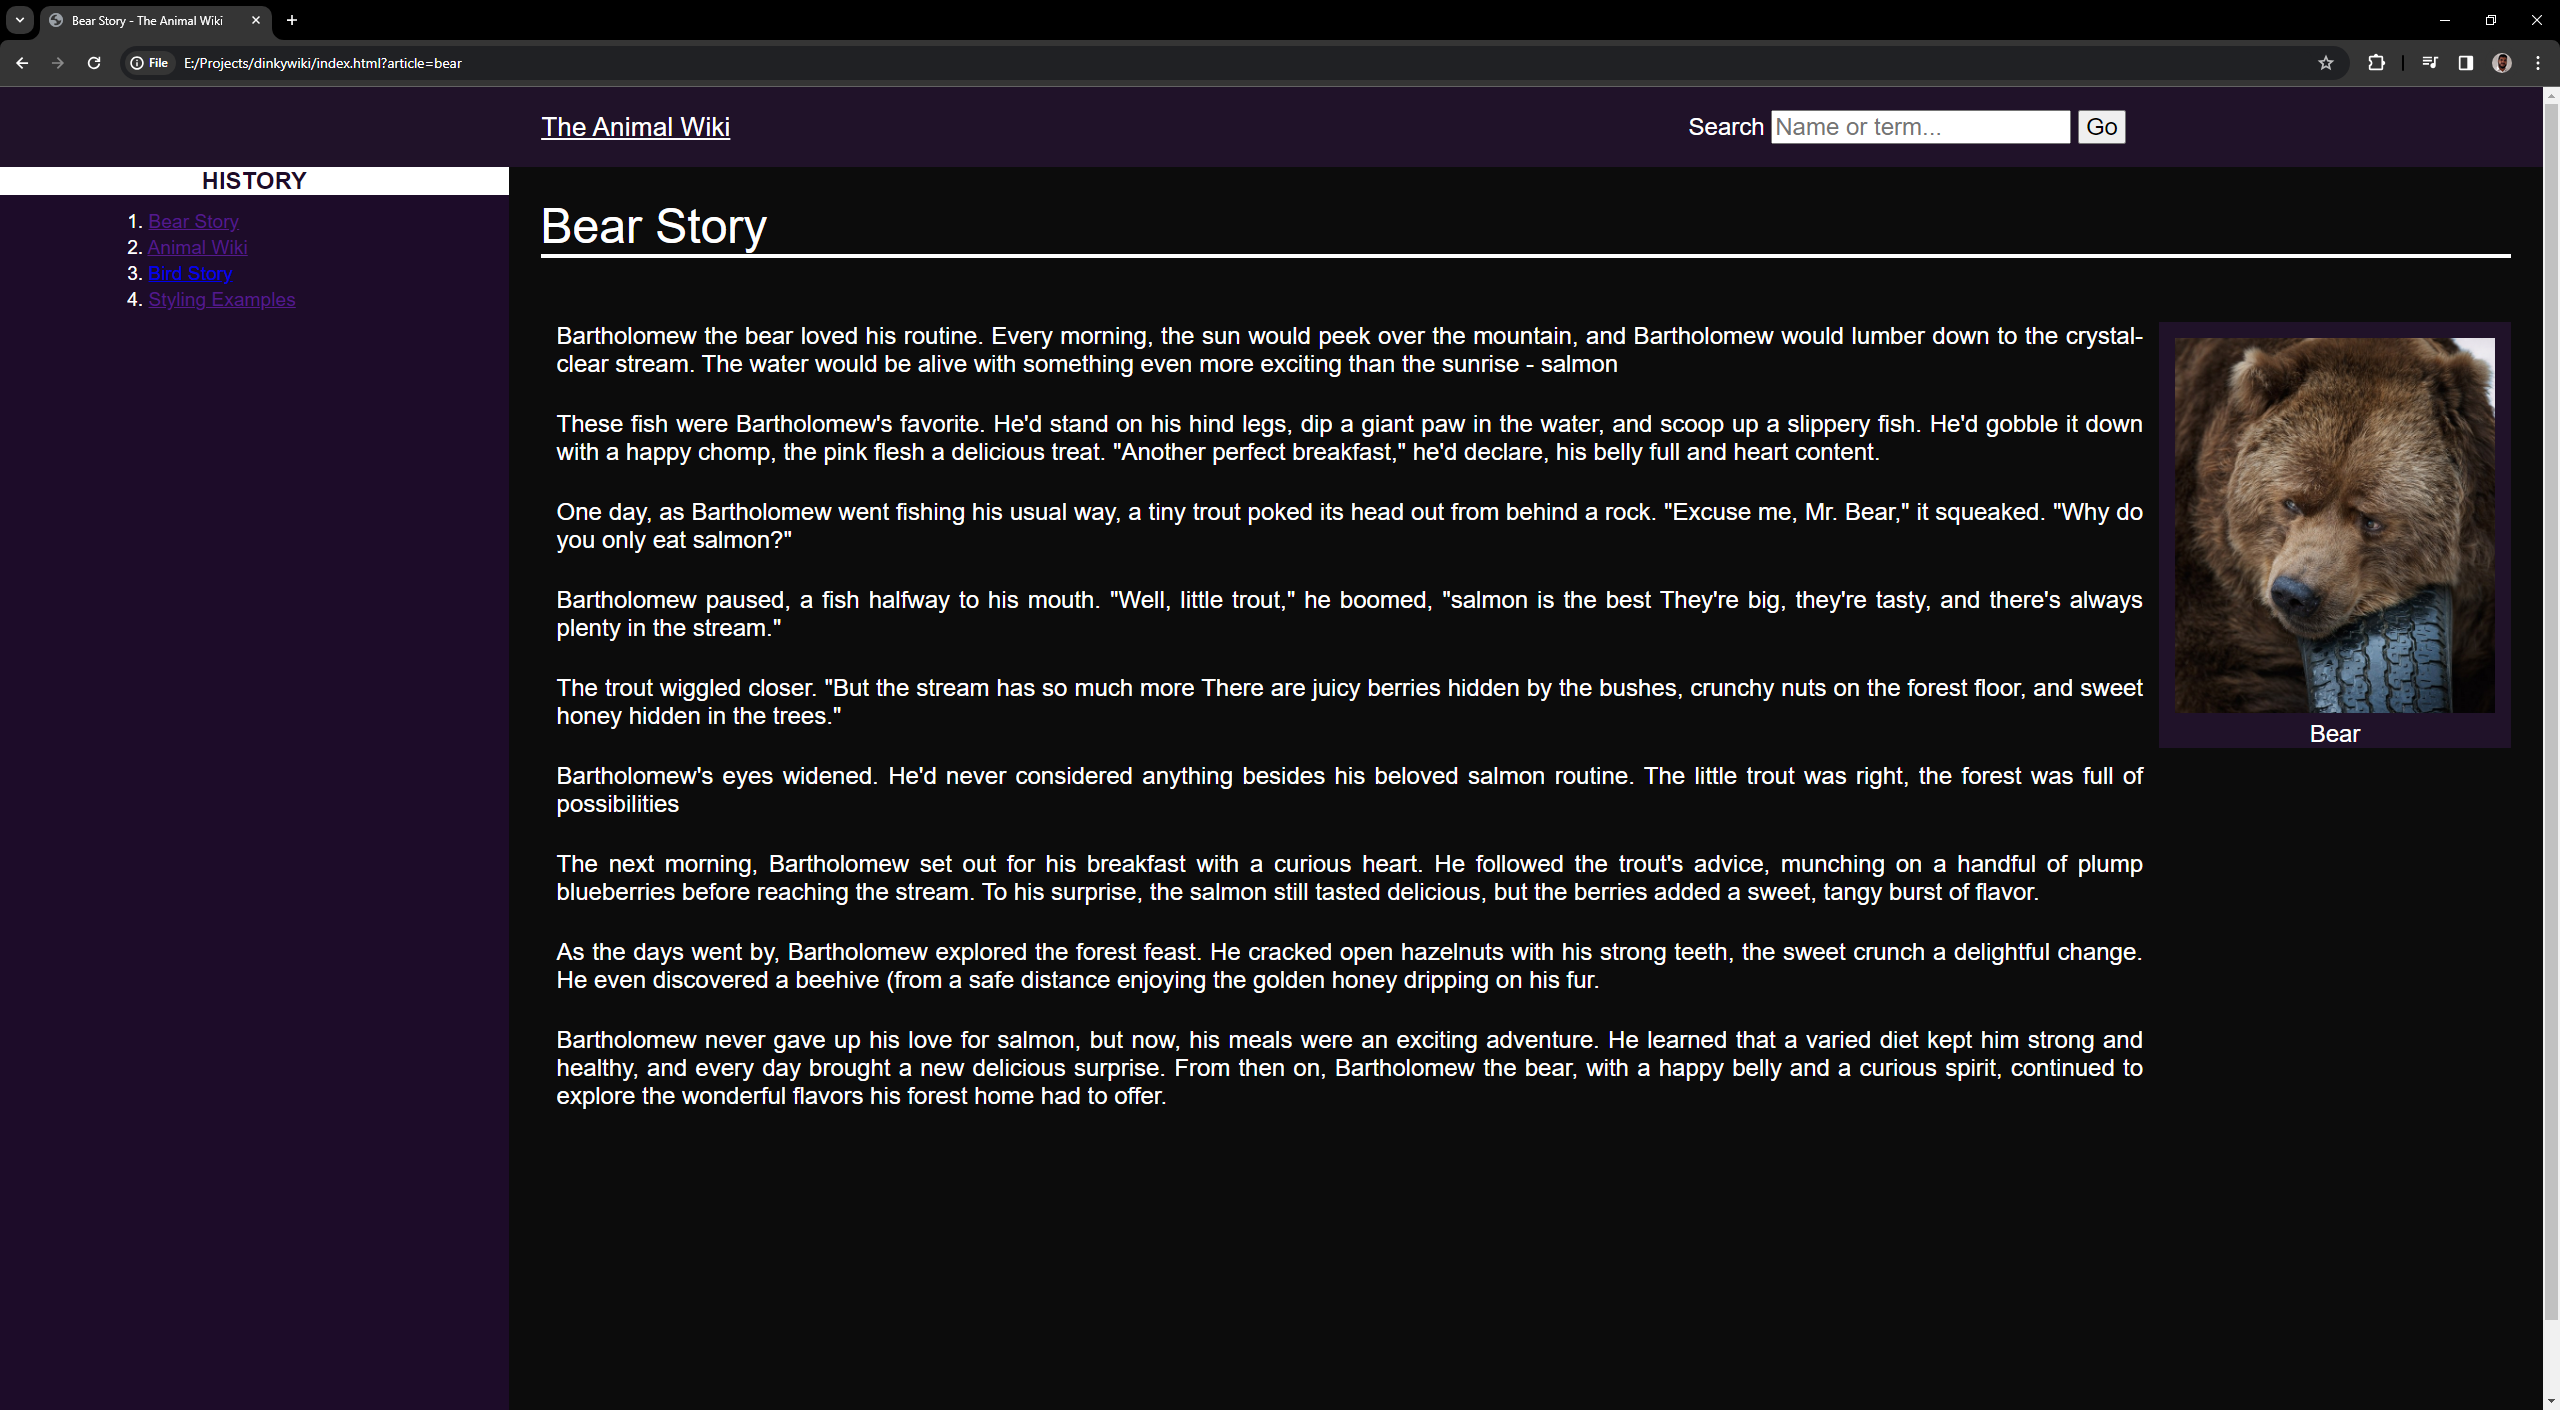 Bear Story - The Animal Wiki
File E:/Projects/dinkywiki/index.html?article=bear
The Animal Wiki
Search Name or term... Go
HISTORY
1. Bear Story
2. Animal Wiki
3. Bird Story
4. Styling Examples
Bear Story
Bartholomew the bear loved his routine. Every morning, the sun would peek over the mountain, and Bartholomew would lumber down to the crystal-
clear stream. The water would be alive with something even more exciting than the sunrise - salmon
These fish were Bartholomew's favorite. He'd stand on his hind legs, dip a giant paw in the water, and scoop up a slippery fish. He'd gobble it down
with a happy chomp, the pink flesh a delicious treat. "Another perfect breakfast," he'd declare, his belly full and heart content.
One day, as Bartholomew went fishing his usual way, a tiny trout poked its head out from behind a rock. "Excuse me, Mr. Bear," it squeaked. "Why do
you only eat salmon?"
Bartholomew paused, a fish halfway to his mouth. "Well, little trout," he boomed, "salmon is the best They're big, they're tasty, and there's always
plenty in the stream."
The trout wiggled closer. "But the stream has so much more There are juicy berries hidden by the bushes, crunchy nuts on the forest floor, and sweet
honey hidden in the trees."
Bartholomew's eyes widened. He'd never considered anything besides his beloved salmon routine. The little trout was right, the forest was full of
possibilities
The next morning, Bartholomew set out for his breakfast with a curious heart. He followed the trout's advice, munching on a handful of plump
blueberries before reaching the stream. To his surprise, the salmon still tasted delicious, but the berries added a sweet, tangy burst of flavor.
As the days went by, Bartholomew explored the forest feast. He cracked open hazelnuts with his strong teeth, the sweet crunch a delightful change.
He even discovered a beehive (from a safe distance enjoying the golden honey dripping on his fur.
Bartholomew never gave up his love for salmon, but now, his meals were an exciting adventure. He learned that a varied diet kept him strong and
healthy, and every day brought a new delicious surprise. From then on, Bartholomew the bear, with a happy belly and a curious spirit, continued to
explore the wonderful flavors his forest home had to offer.
Bear